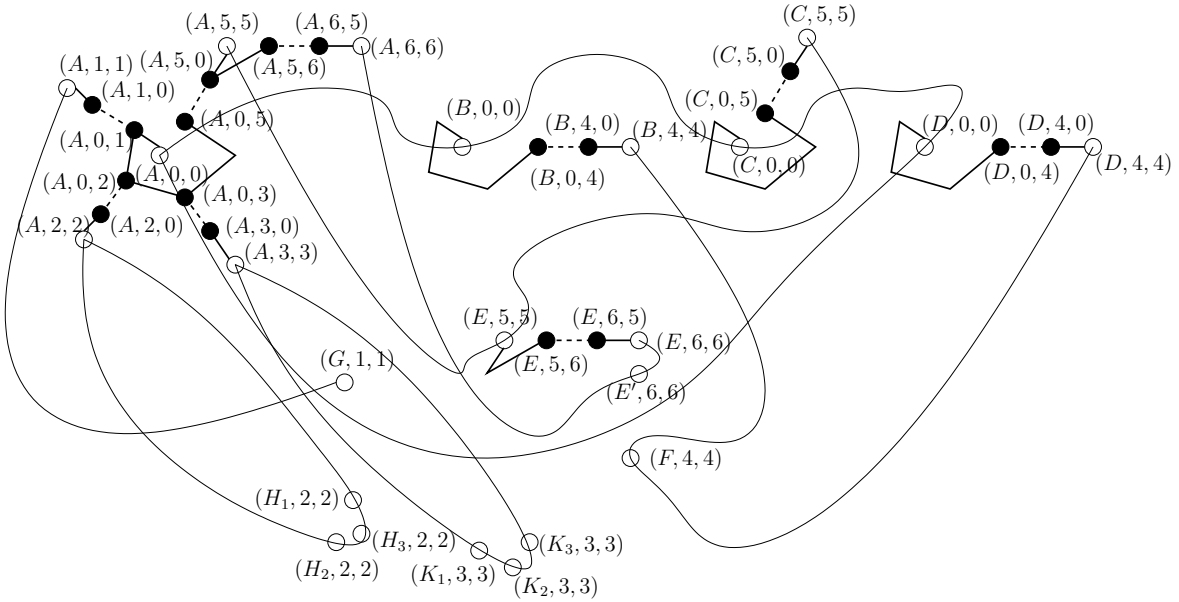 (A, 5, 5)
(A, 6, 5)
(C, 5, 5)
(A, 6, 6)
(A, 5, 0)
(A, 5, 6)
(C, 5, 0)
(A, 1, 1)
(A, 1, 0)
(C, 0, 5)
(B, 0, 0)
(A, 0, 5)
(B, 4, 0)
(B, 4, 4)
(D, 0, 0)
(D, 4, 0)
(A, 0, 1)
(C, 0, 0)
(D, 4, 4)
(A, 0, 0)
(B, 0, 4)
(D, 0, 4)
(A, 0, 2)
(A, 0, 3)
(A, 2, 2)
(A, 2, 0)
(A, 3, 0)
(A, 3, 3)
(E, 5, 5)
(E, 6, 5)
(E, 6, 6)
(E, 5, 6)
(G, 1, 1)
(E′, 6, 6)
(F, 4, 4)
(H₁, 2, 2)
(H₃, 2, 2)
(K₃, 3, 3)
(H₂, 2, 2)
(K₁, 3, 3)
(K₂, 3, 3)